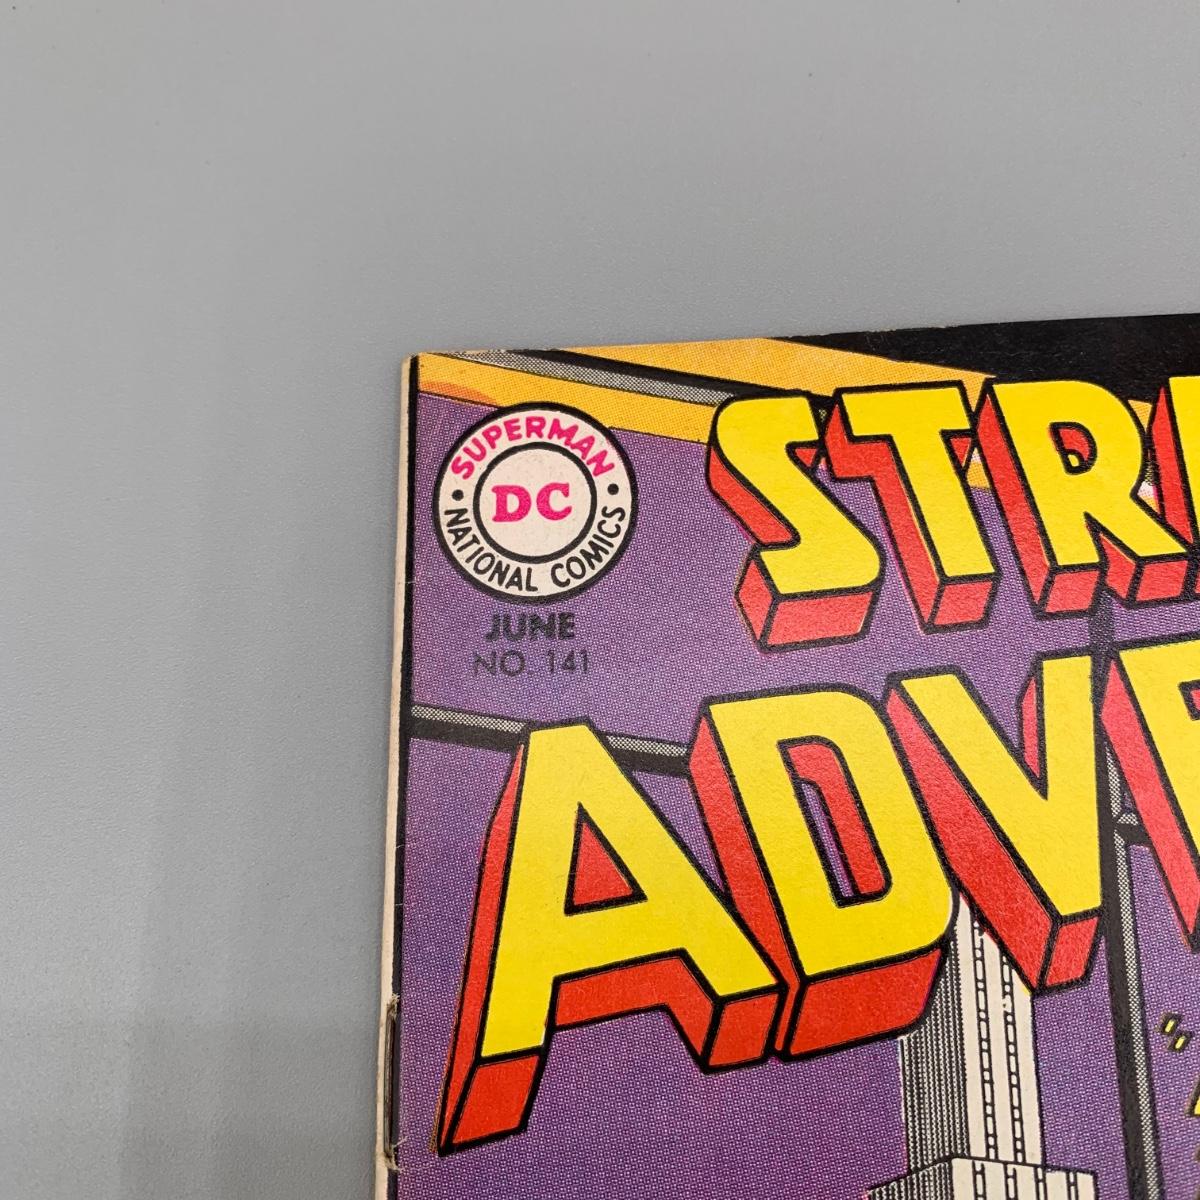 SUPERMAN
DC
• NATIONAL COMICS •
JUNE
NO. 141
STR
ADV